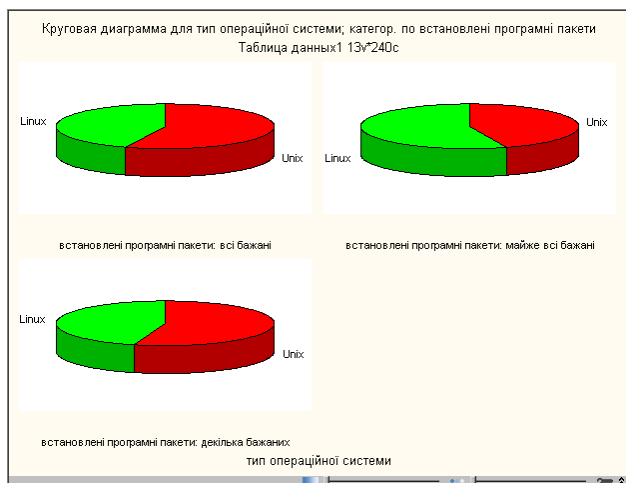 Круговая диаграмма для тип операційної системи; категор. по встановлені програмні пакети
Таблица данных1 13v*240c
Linux
Unix
встановлені програмні пакети: всі бажані
Unix
Linux
встановлені програмні пакети: майже всі бажані
Linux
Unix
встановлені програмні пакети: декілька бажаних
тип операційної системи